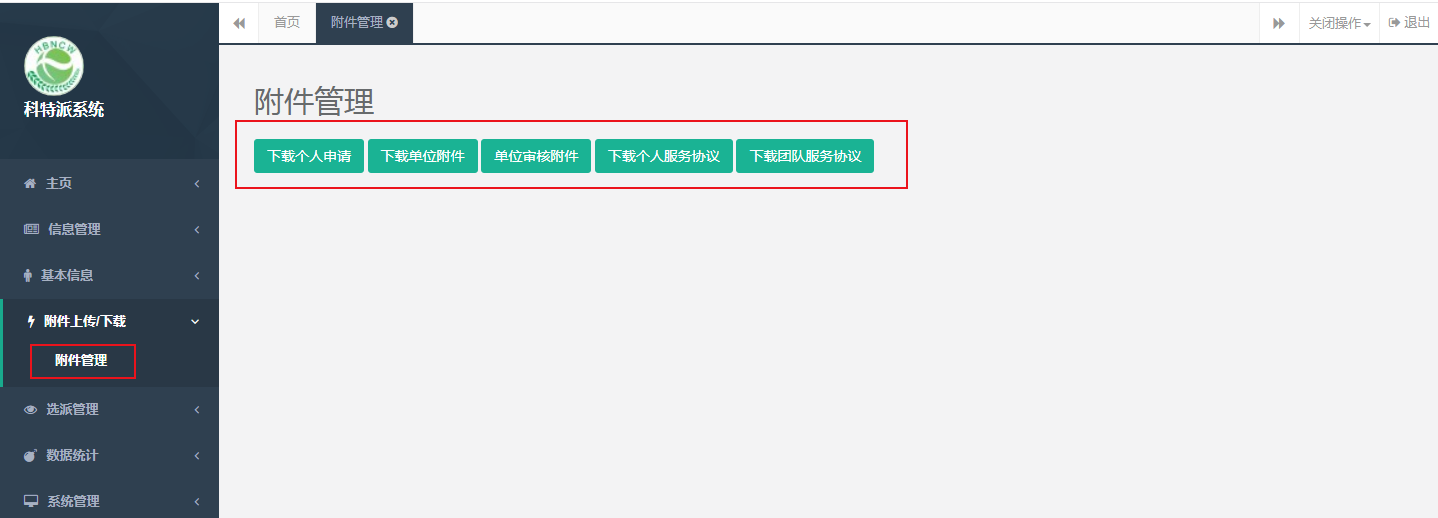 HBNCW
科特派系统
主页
信息管理
基本信息
附件上传/下载
附件管理
选派管理
数据统计
系统管理
首页
附件管理
关闭操作
退出
附件管理
下载个人申请
下载单位附件
单位审核附件
下载个人服务协议
下载团队服务协议